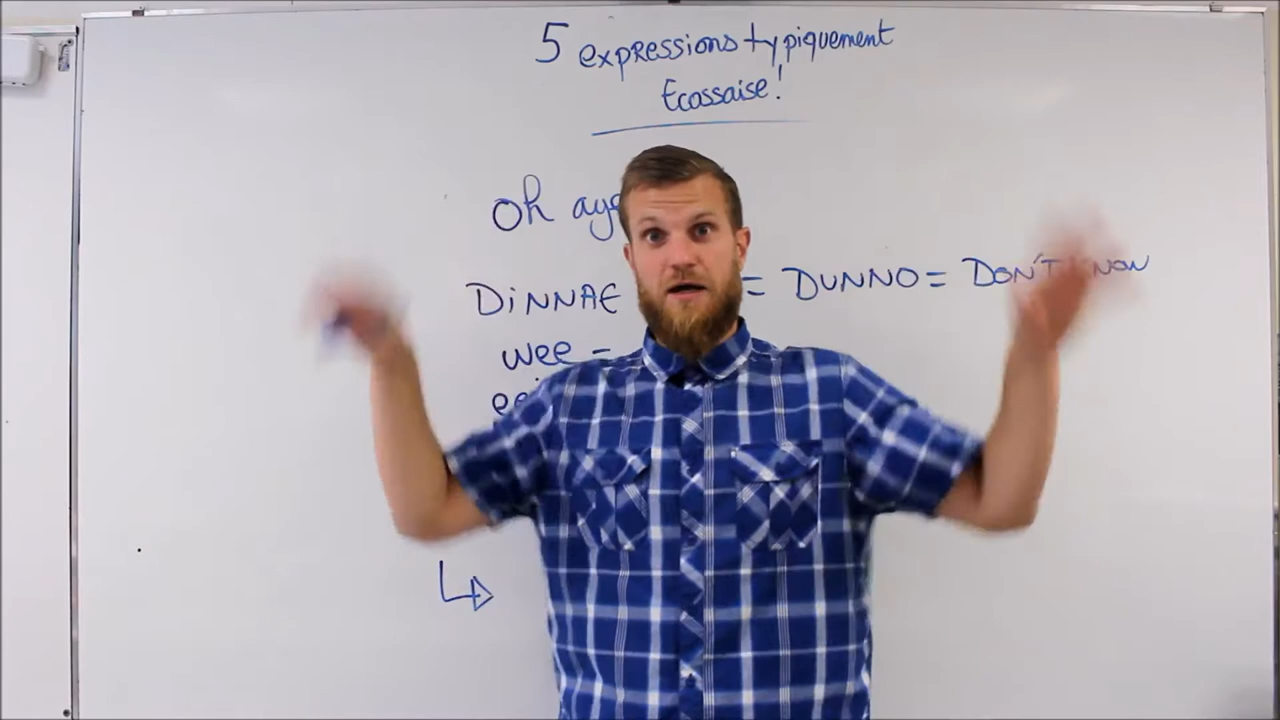 5 expressions typiquement
Ecossaise!
Oh aye
DiNNAE = DUNNO = DON'T KNOW
wee -